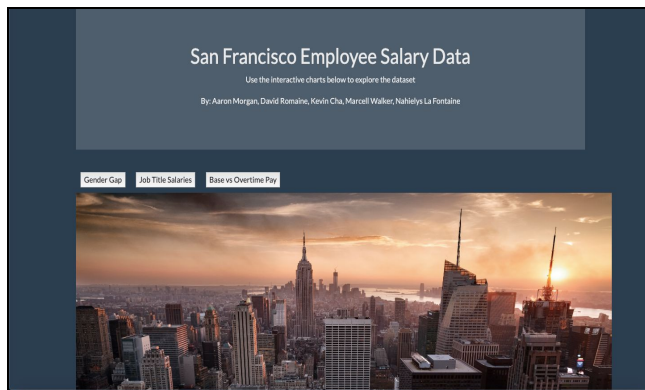 San Francisco Employee Salary Data
Use the interactive charts below to explore the dataset
By: Aaron Morgan, David Romaine, Kevin Cha, Marcell Walker, Nahielys La Fontaine
Gender Gap Job Title Salaries Base vs Overtime Pay